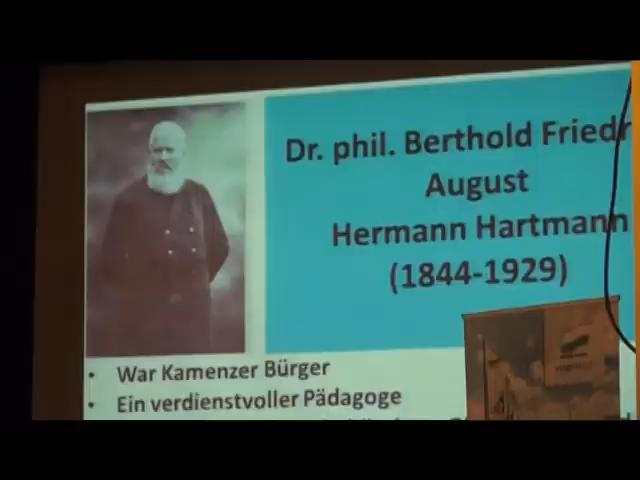 Dr. phil. Berthold Friedr
August
Hermann Hartmann
(1844-1929)
• War Kamenzer Bürger
• Ein verdienstvoller Pädagoge